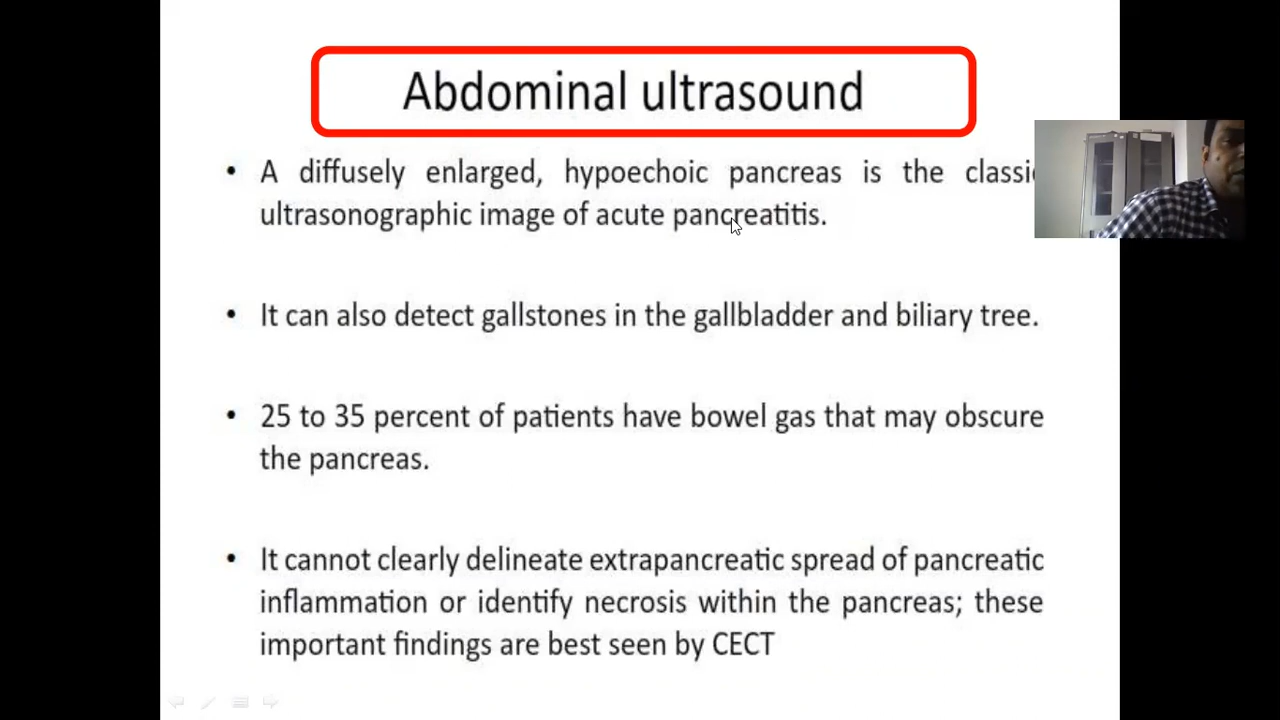 Abdominal ultrasound
• A diffusely enlarged, hypoechoic pancreas is the classic
ultrasonographic image of acute pancreatitis.
• It can also detect gallstones in the gallbladder and biliary tree.
• 25 to 35 percent of patients have bowel gas that may obscure
the pancreas.
• It cannot clearly delineate extrapancreatic spread of pancreatic
inflammation or identify necrosis within the pancreas; these
important findings are best seen by CECT